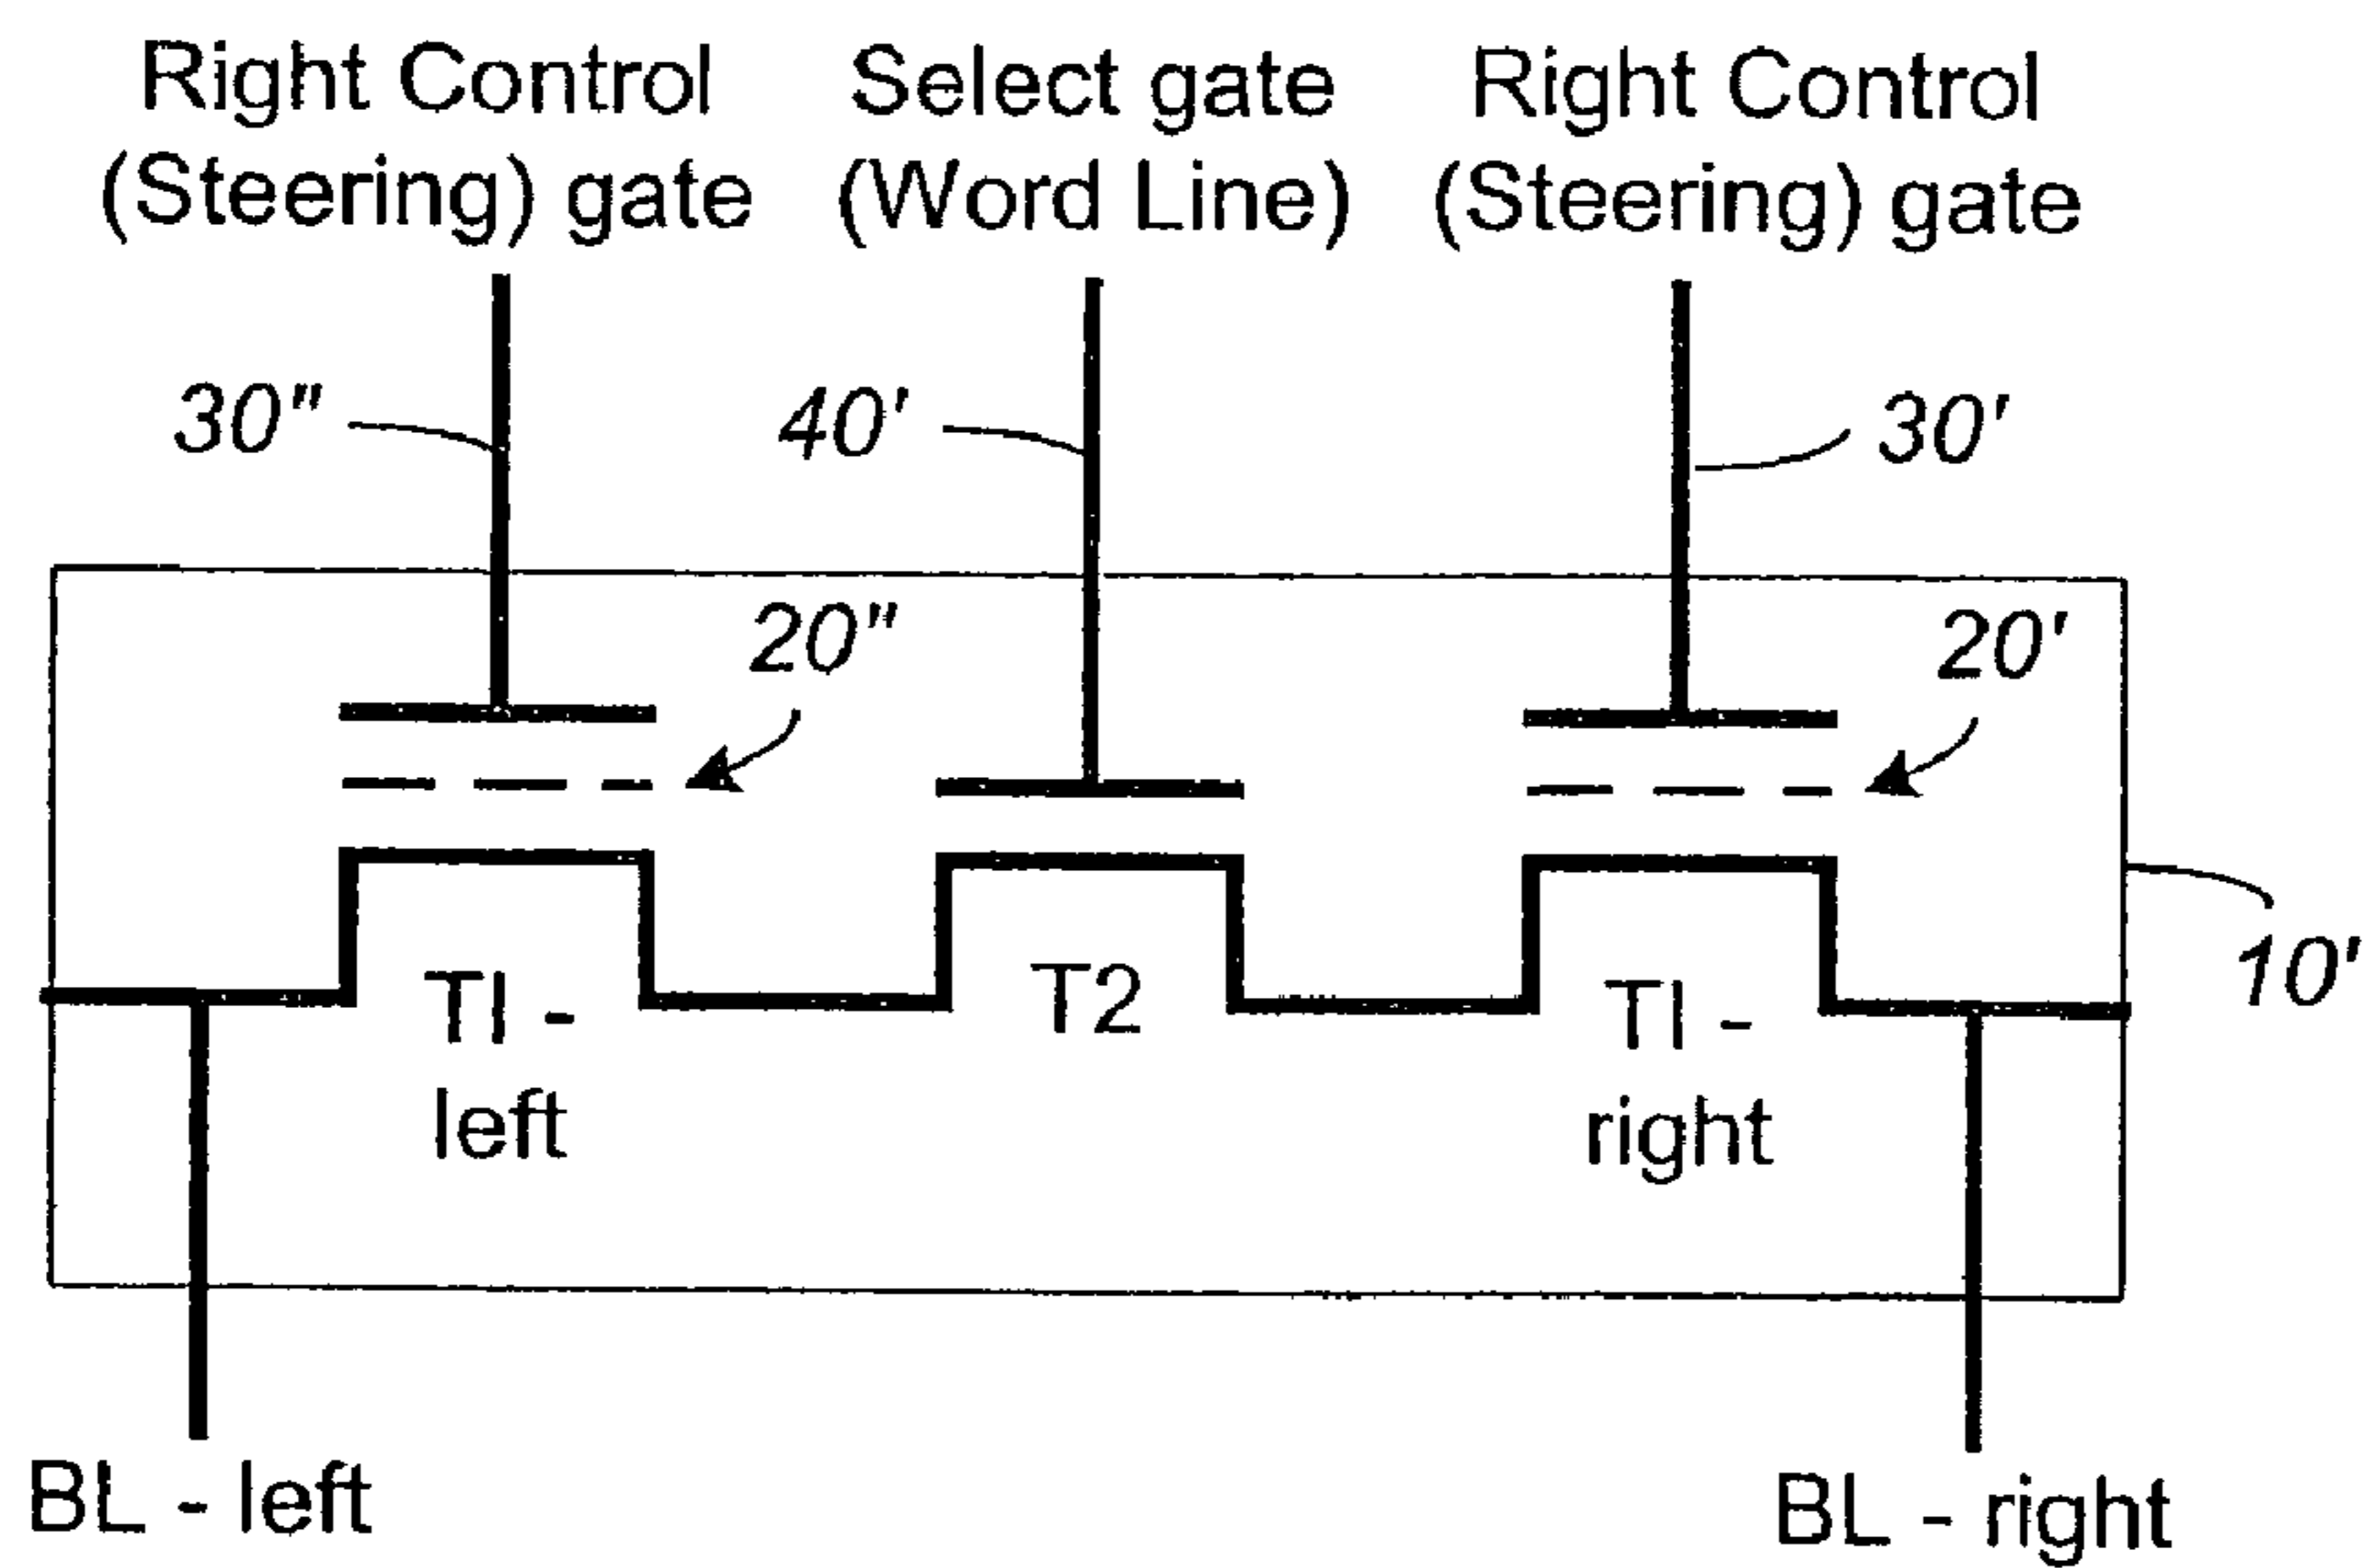 Right Control
(Steering) gate
Select gate
(Word Line)
Right Control
(Steering) gate
30"
40'
30'
20"
20'
10'
TI -
left
T2
TI -
right
BL - left
BL - right